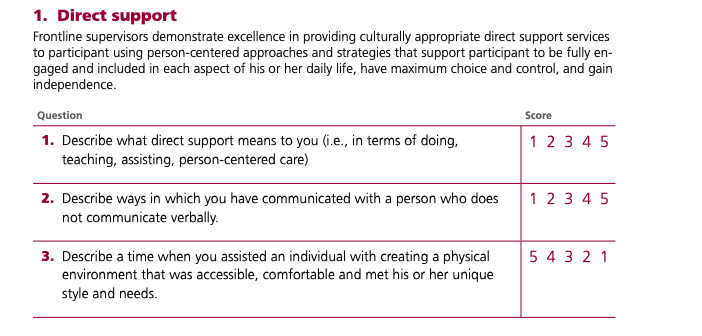 1. Direct support
Frontline supervisors demonstrate excellence in providing culturally appropriate direct support services
to participant using person-centered approaches and strategies that support participant to be fully en-
gaged and included in each aspect of his or her daily life, have maximum choice and control, and gain
independence.
Question Score
1. Describe what direct support means to you (i.e., in terms of doing, 1 2 3 4 5
teaching, assisting, person-centered care)
2. Describe ways in which you have communicated with a person who does 1 2 3 4 5
not communicate verbally.
3. Describe a time when you assisted an individual with creating a physical 5 4 3 2 1
environment that was accessible, comfortable and met his or her unique
style and needs.